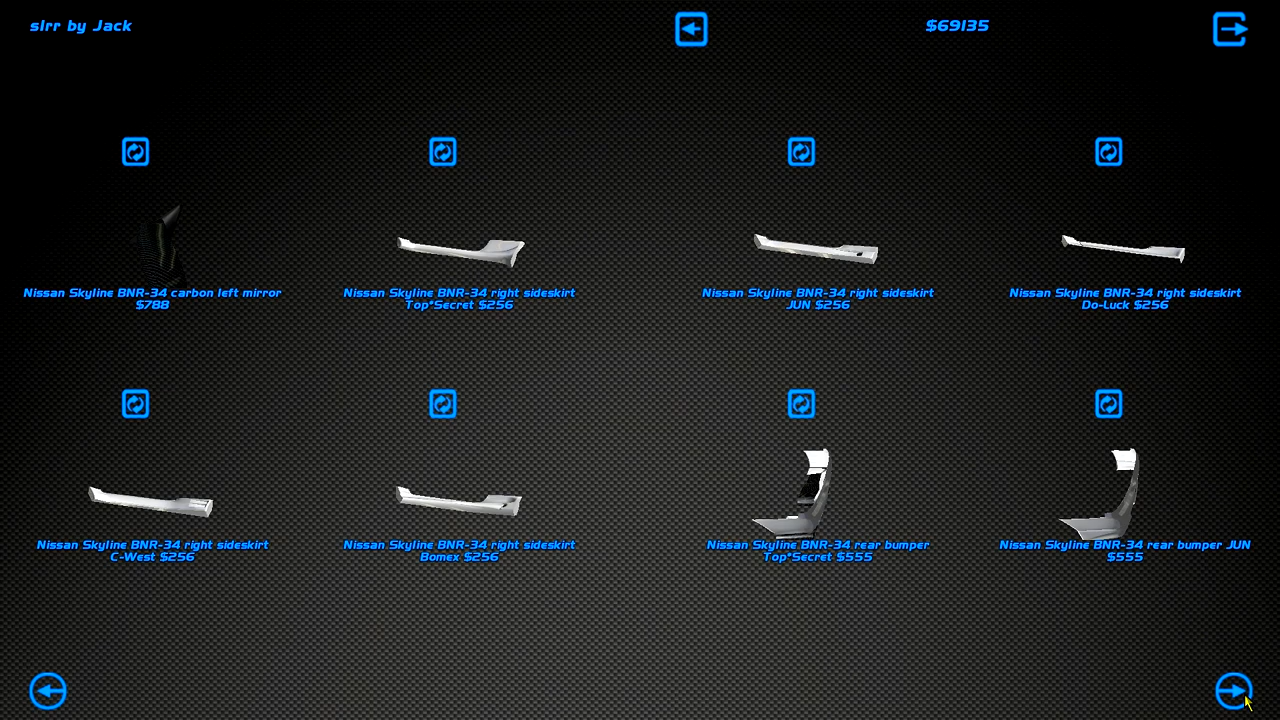 slrr by Jack
$69135
Nissan Skyline BNR-34 carbon left mirror
$788
Nissan Skyline BNR-34 right sideskirt
Top*Secret $256
Nissan Skyline BNR-34 right sideskirt
JUN $256
Nissan Skyline BNR-34 right sideskirt
Do-Luck $256
Nissan Skyline BNR-34 right sideskirt
C-West $256
Nissan Skyline BNR-34 right sideskirt
Bomex $256
Nissan Skyline BNR-34 rear bumper
Top*Secret $555
Nissan Skyline BNR-34 rear bumper JUN
$555